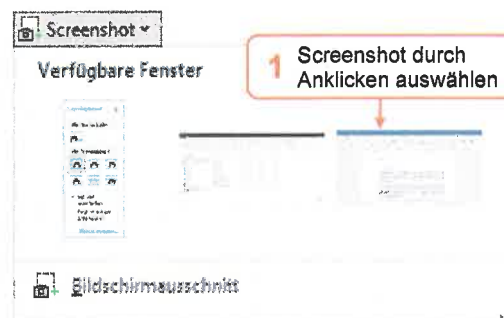 Screenshot
Verfügbare Fenster
1 Screenshot durch
Anklicken auswählen
Bildschirmausschnitt